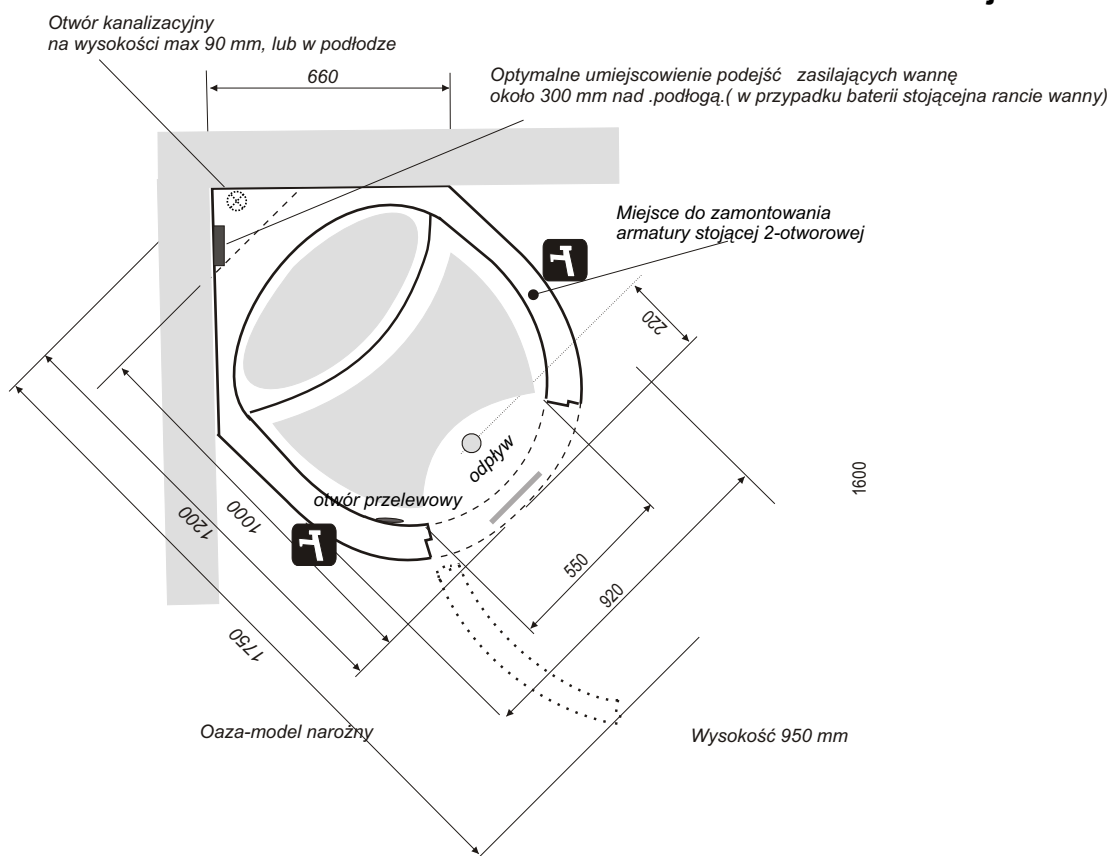 Otwór kanalizacyjny
na wysokości max 90 mm, lub w podłodze
660
Optymalne umiejscowienie podejść zasilających wannę
około 300 mm nad .podłogą.( w przypadku baterii stojącejna rancie wanny)
Miejsce do zamontowania
armatury stojącej 2-otworowej
220
odpływ
otwór przelewowy
1600
1000
1200
550
920
1750
Oaza-model narożny
Wysokość 950 mm